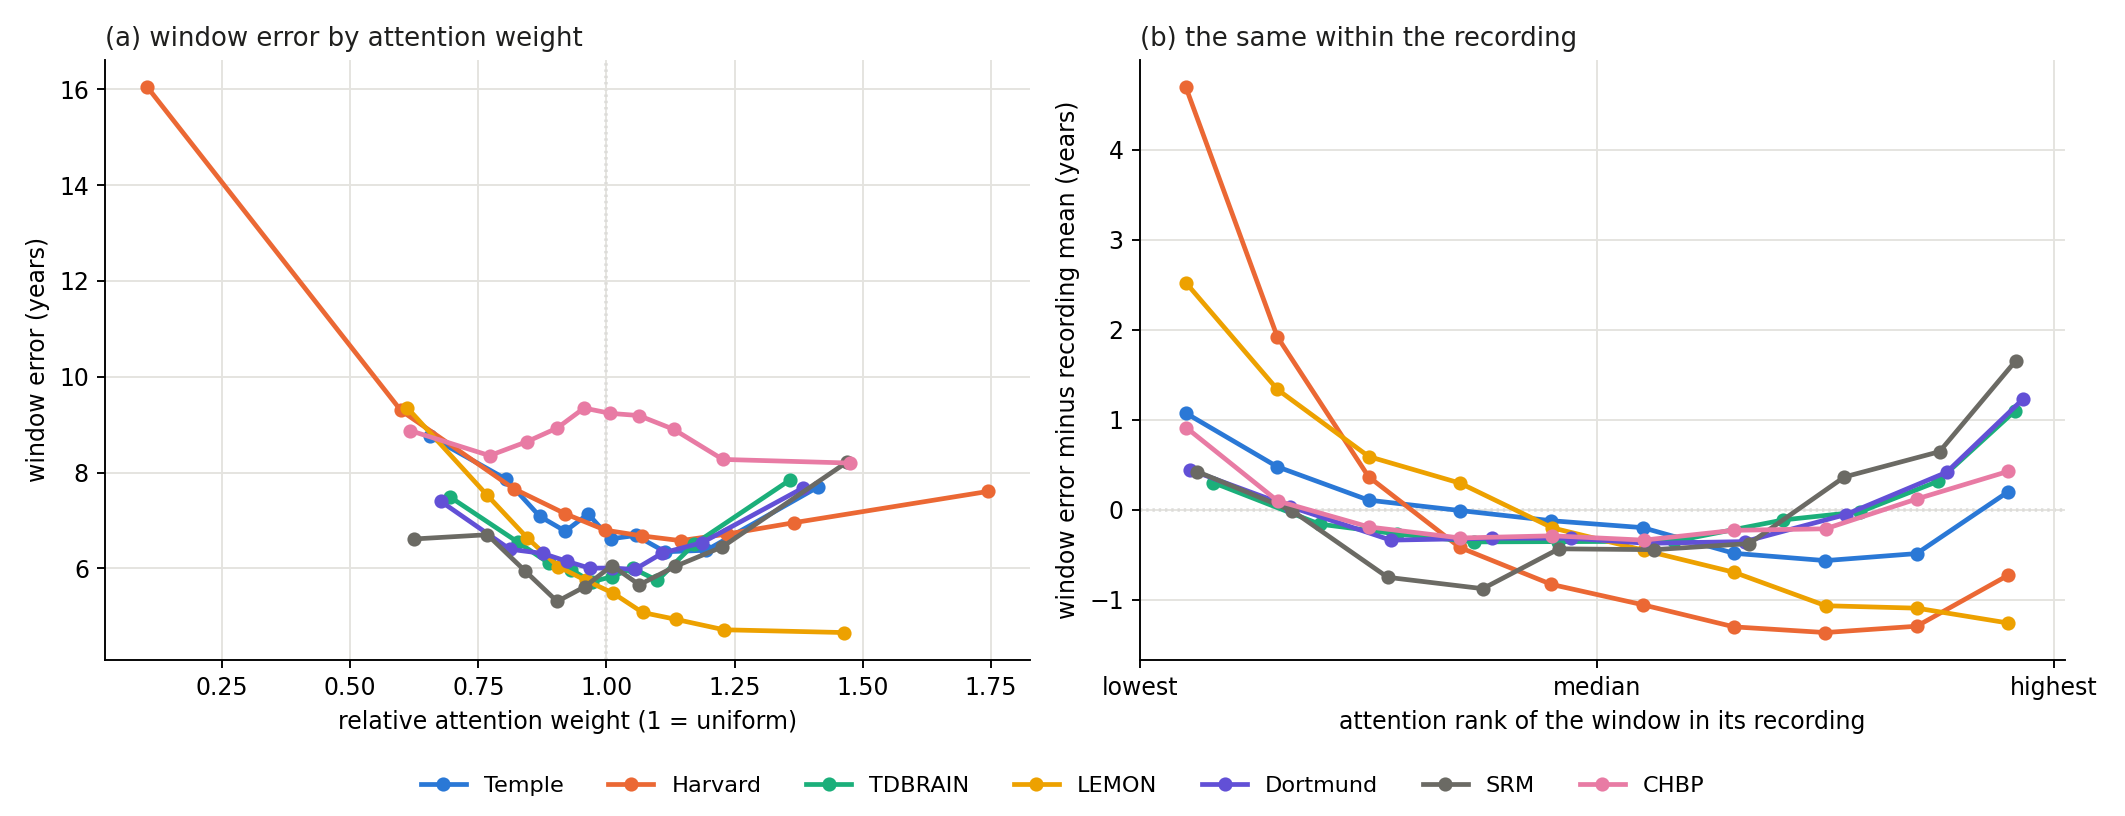 (a) window error by attention weight
window error (years)
16
14
12
10
8
6
0.25 0.50 0.75 1.00 1.25 1.50 1.75
relative attention weight (1 = uniform)
(b) the same within the recording
window error minus recording mean (years)
4
3
2
1
0
−1
lowest median highest
attention rank of the window in its recording
Temple Harvard TDBRAIN LEMON Dortmund SRM CHBP